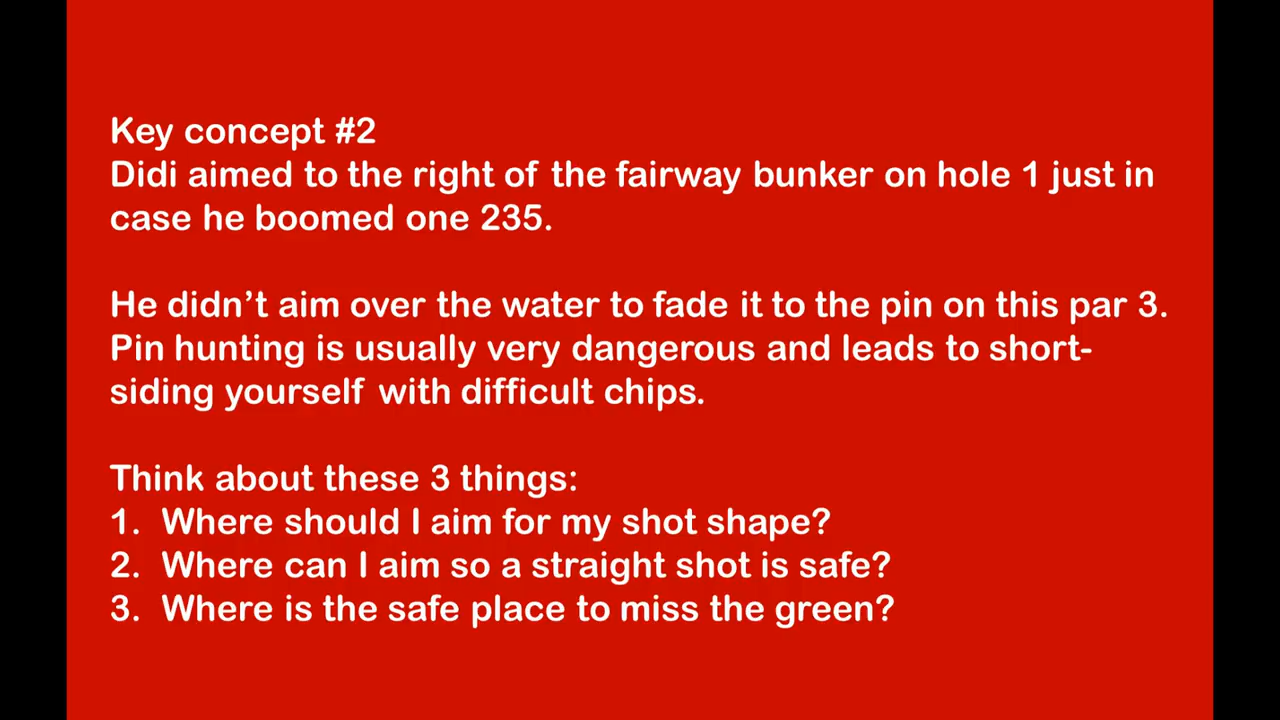 Key concept #2
Didi aimed to the right of the fairway bunker on hole 1 just in
case he boomed one 235.
He didn’t aim over the water to fade it to the pin on this par 3.
Pin hunting is usually very dangerous and leads to short-
siding yourself with difficult chips.
Think about these 3 things:
1. Where should I aim for my shot shape?
2. Where can I aim so a straight shot is safe?
3. Where is the safe place to miss the green?